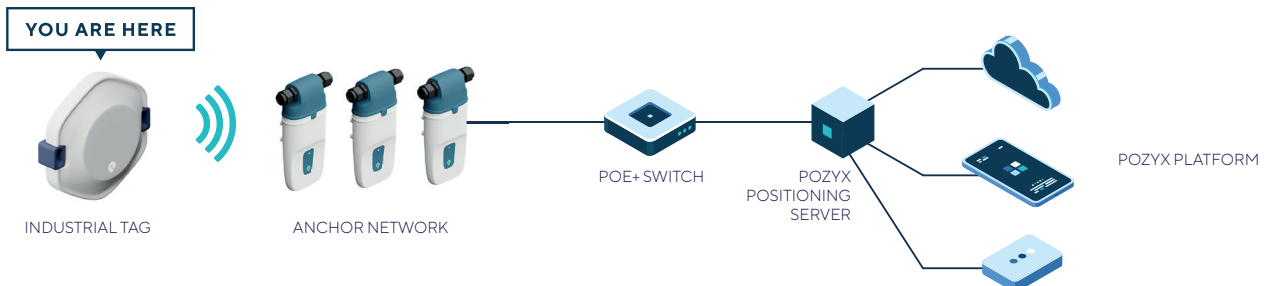 YOU ARE HERE
INDUSTRIAL TAG
ANCHOR NETWORK
POE+ SWITCH
POZYX
POSITIONING
SERVER
POZYX PLATFORM